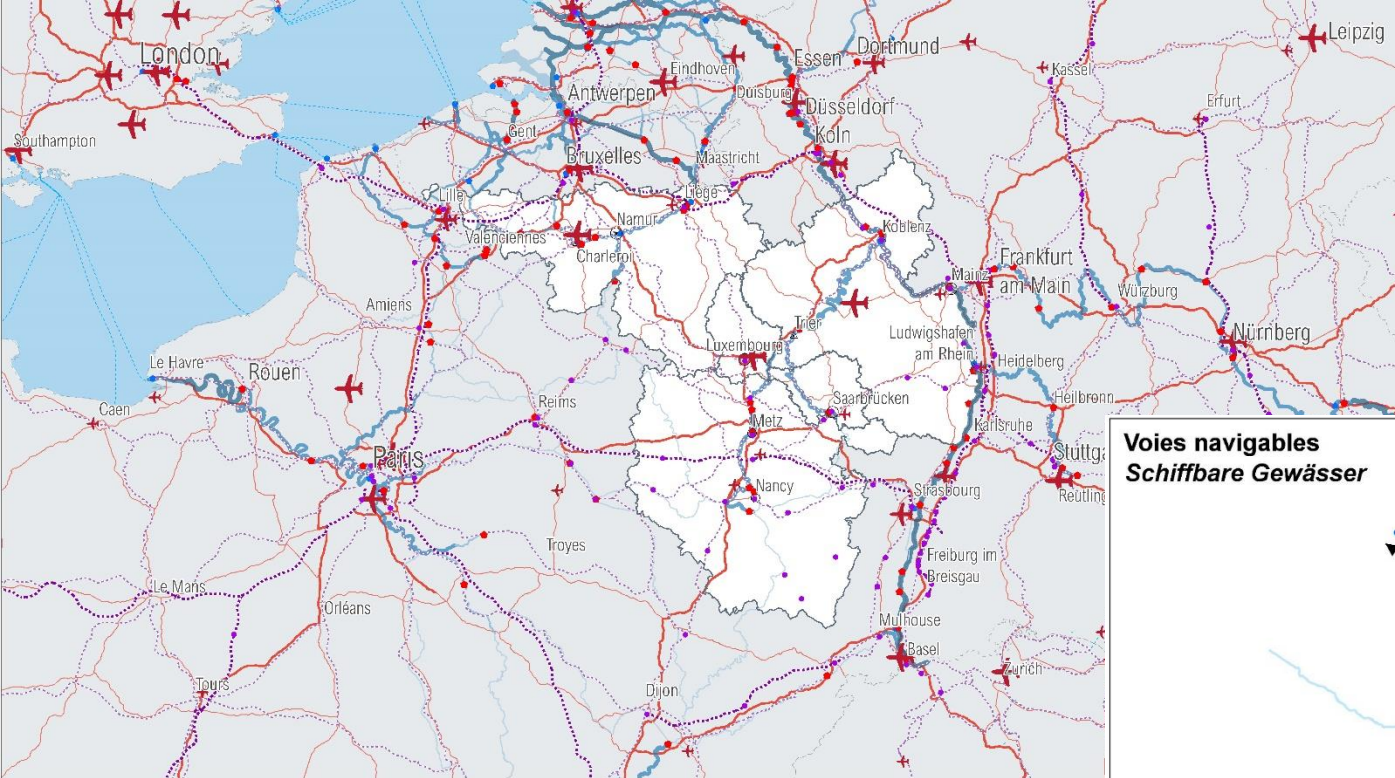 Leipzig
London
Dortmund
Essen
Eindhoven
Kassel
Duisburg
Antwerpen
Düsseldorf
Erfurt
Gent
Köln
Southampton
Bruxelles
Maastricht
Lille
Liège
Namur
Koblenz
Valenciennes
Charleroi
Frankfurt
am Main
Mainz
Würzburg
Amiens
Trier
Ludwigshafen
am Rhein
Nürnberg
Luxembourg
Le Havre
Rouen
Heidelberg
Reims
Saarbrücken
Heilbronn
Caen
Metz
Karlsruhe
Voies navigables
Schiffbare Gewässer
Paris
Stuttga
Nancy
Strasbourg
Reutling
Troyes
Freiburg im
Breisgau
Le Mans
Orléans
Mulhouse
Basel
Zurich
Tours
Dijon